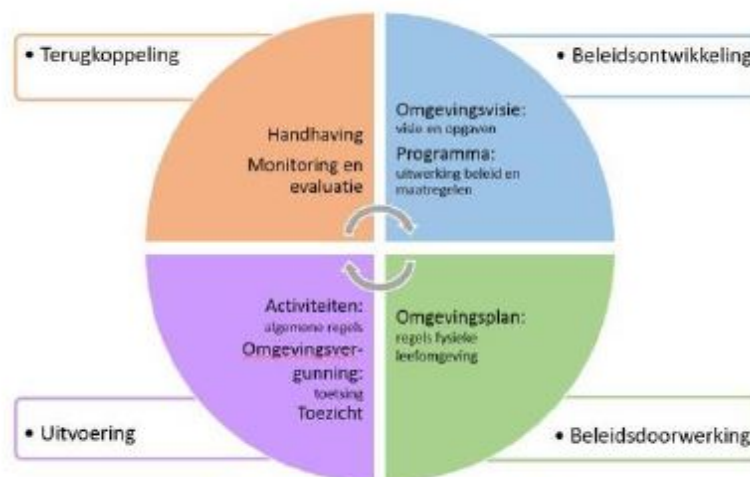 • Terugkoppeling
• Beleidsontwikkeling
Handhaving
Monitoring en
evaluatie
Omgevingsvisie:
visie en opgaven
Programma:
uitwerking beleid en
maatregelen
Activiteiten:
algemene regels
Omgevingsver-
gunning:
toetsing
Toezicht
Omgevingsplan:
regels fysieke
leefomgeving
• Uitvoering
• Beleidsdoorwerking